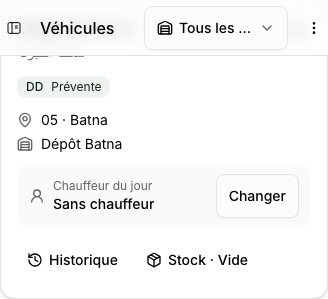 Véhicules
Tous les ...
DD Prévente
05 · Batna
Dépôt Batna
Chauffeur du jour
Sans chauffeur
Changer
Historique
Stock · Vide